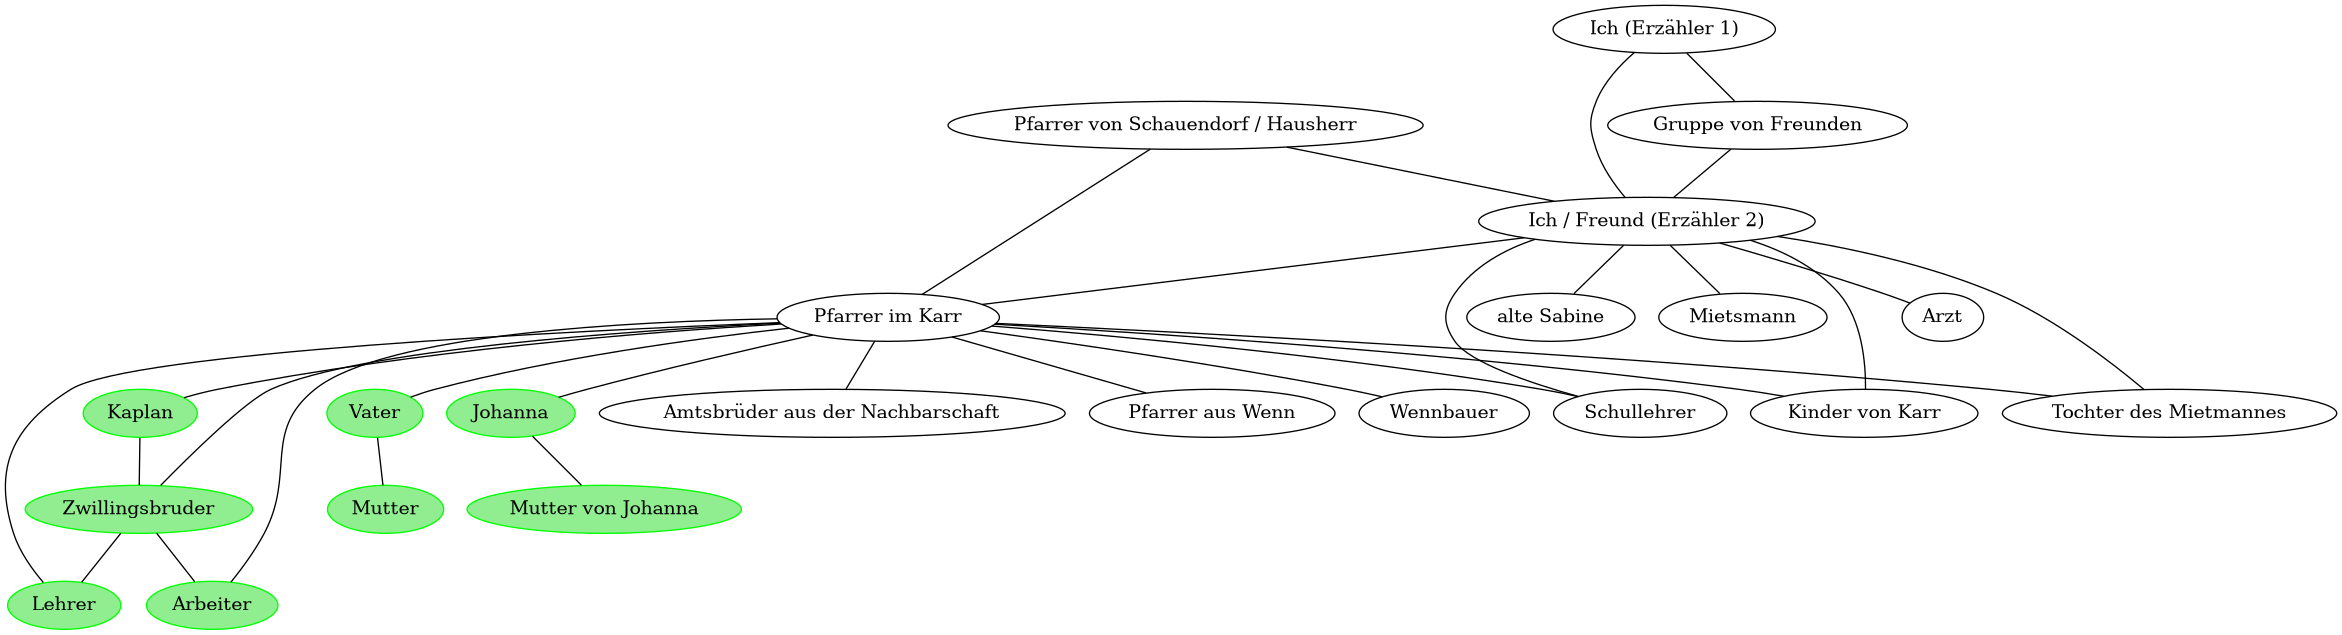 Ich (Erzähler 1)
Pfarrer von Schauendorf / Hausherr
Gruppe von Freunden
Ich / Freund (Erzähler 2)
Pfarrer im Karr
alte Sabine
Mietsmann
Arzt
Kaplan
Vater
Johanna
Amtsbrüder aus der Nachbarschaft
Pfarrer aus Wenn
Wennbauer
Schullehrer
Kinder von Karr
Tochter des Mietmannes
Zwillingsbruder
Mutter
Mutter von Johanna
Lehrer
Arbeiter